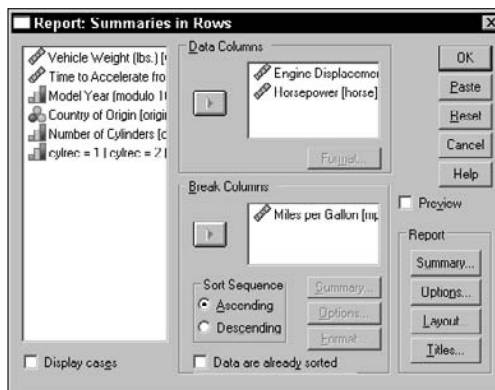 Report: Summaries in Rows
Vehicle Weight (lbs.) [
Time to Accelerate fro
Model Year (modulo 10
Country of Origin [origi
Number of Cylinders [c
cylrec = 1 | cylrec = 2 [
Display cases
Data Columns
Engine Displacemen
Horsepower [horse]
Format...
Break Columns
Miles per Gallon [mp
Sort Sequence
Ascending
Descending
Summary...
Options...
Format...
Data are already sorted
OK
Paste
Reset
Cancel
Help
Preview
Report
Summary...
Options...
Layout...
Titles...